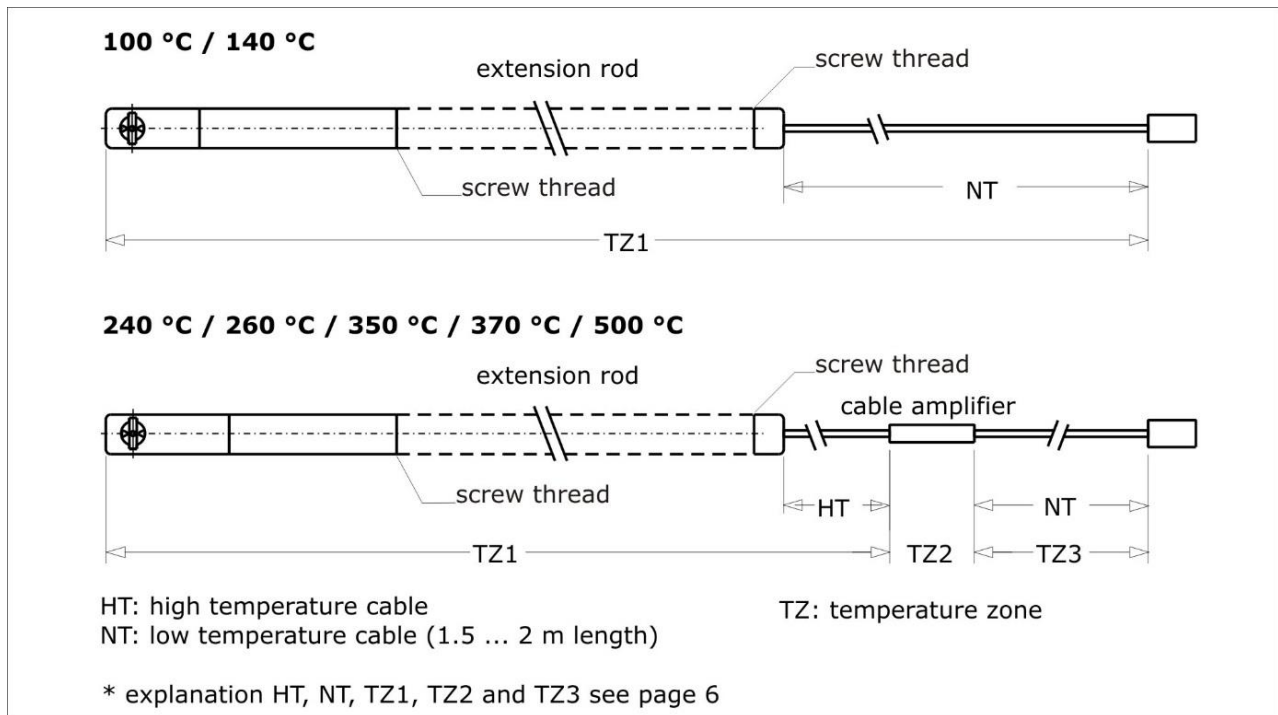 100 °C / 140 °C
extension rod
screw thread
screw thread
NT
TZ1
240 °C / 260 °C / 350 °C / 370 °C / 500 °C
extension rod
screw thread
cable amplifier
screw thread
HT
NT
TZ1
TZ2
TZ3
HT: high temperature cable
TZ: temperature zone
NT: low temperature cable (1.5 ... 2 m length)
* explanation HT, NT, TZ1, TZ2 and TZ3 see page 6